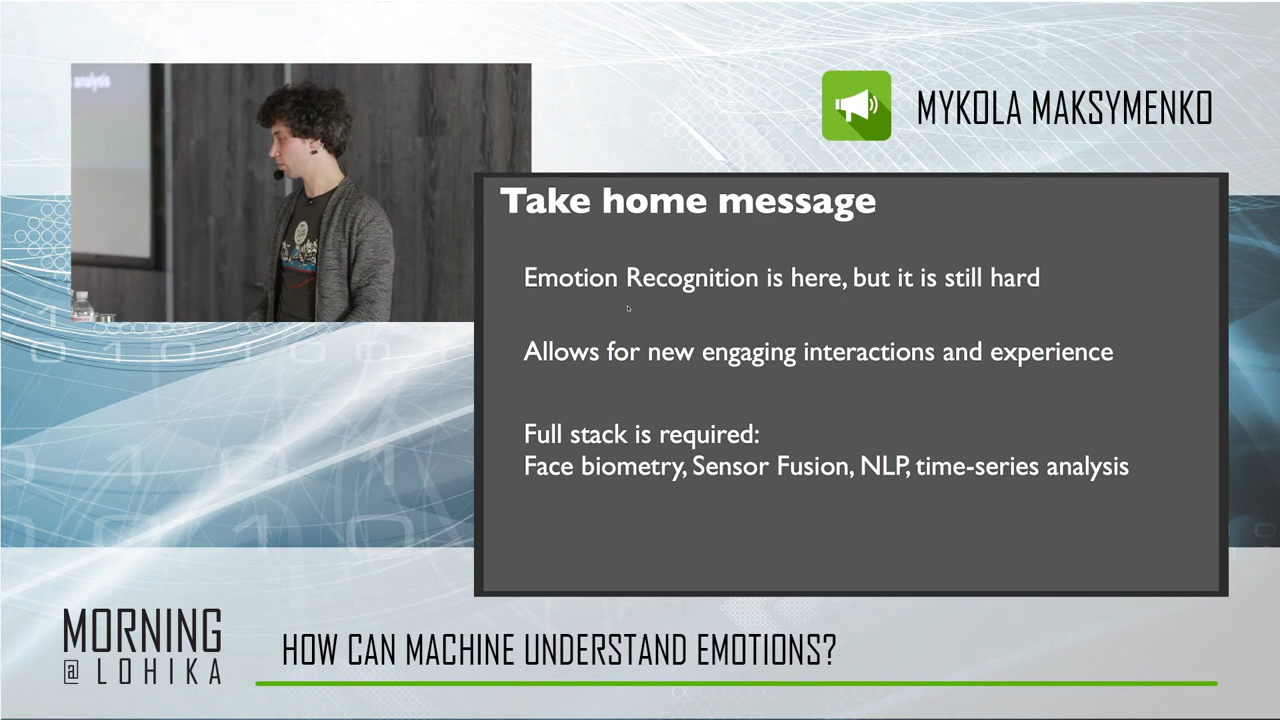 analysis
MYKOLA MAKSYMENKO
Take home message
Emotion Recognition is here, but it is still hard
Allows for new engaging interactions and experience
Full stack is required:
Face biometry, Sensor Fusion, NLP, time-series analysis
MORNING
@ LOHIKA
HOW CAN MACHINE UNDERSTAND EMOTIONS?